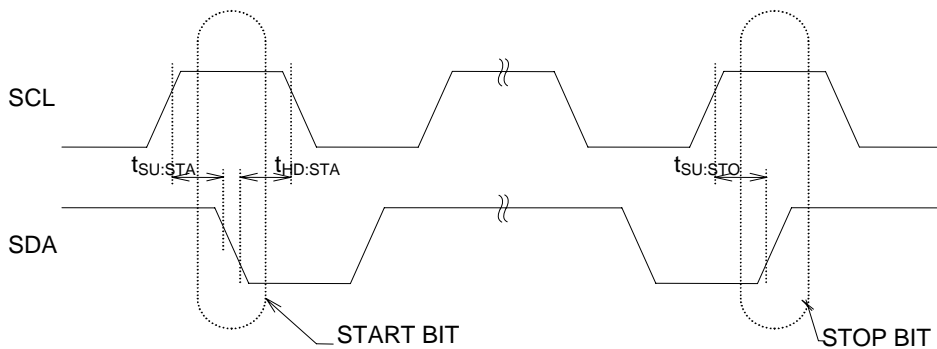 SCL
tSU:STA
tHD:STA
tSU:STO
SDA
START BIT
STOP BIT